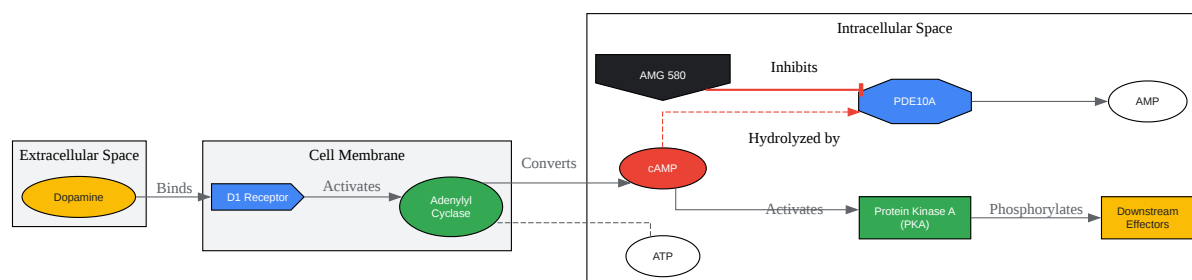 Intracellular Space
AMG 580
Inhibits
PDE10A
AMP
Hydrolyzed by
Extracellular Space
Cell Membrane
Dopamine
Binds
D1 Receptor
Activates
Adenylyl
Cyclase
Converts
cAMP
ATP
Activates
Protein Kinase A
(PKA)
Phosphorylates
Downstream
Effectors